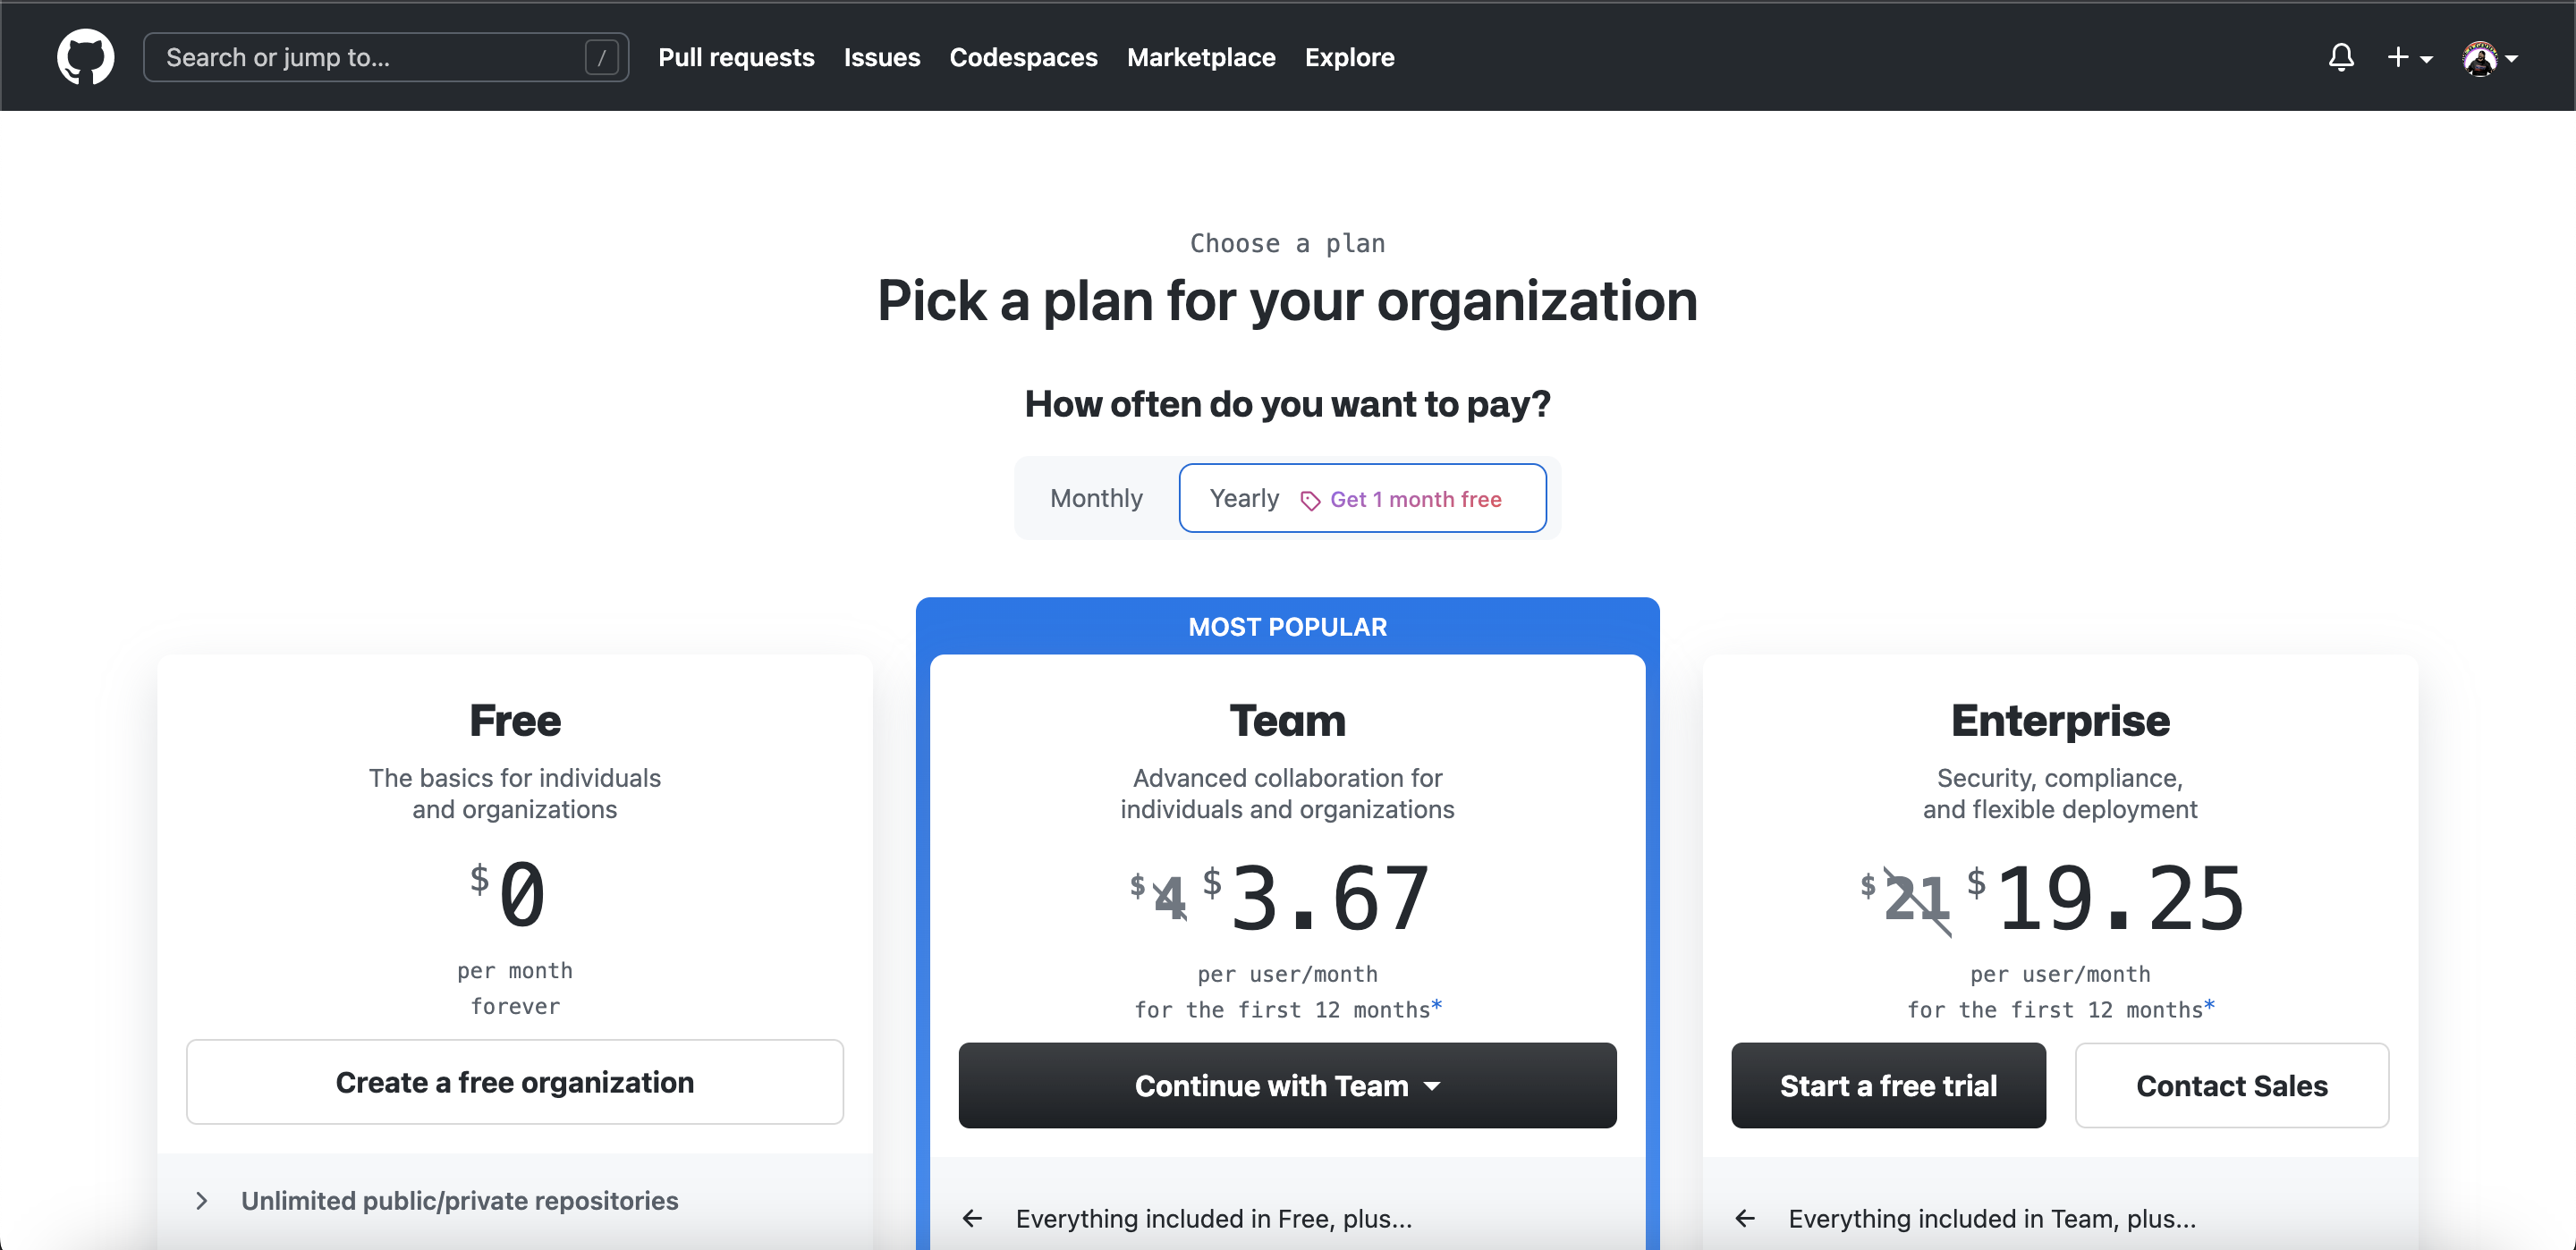 Search or jump to... / Pull requests Issues Codespaces Marketplace Explore
Choose a plan
Pick a plan for your organization
How often do you want to pay?
Monthly Yearly Get 1 month free
MOST POPULAR
Free
The basics for individuals
and organizations
$0
per month
forever
Create a free organization
Unlimited public/private repositories
Team
Advanced collaboration for
individuals and organizations
$4 $3.67
per user/month
for the first 12 months*
Continue with Team
Everything included in Free, plus...
Enterprise
Security, compliance,
and flexible deployment
$21 $19.25
per user/month
for the first 12 months*
Start a free trial Contact Sales
Everything included in Team, plus...